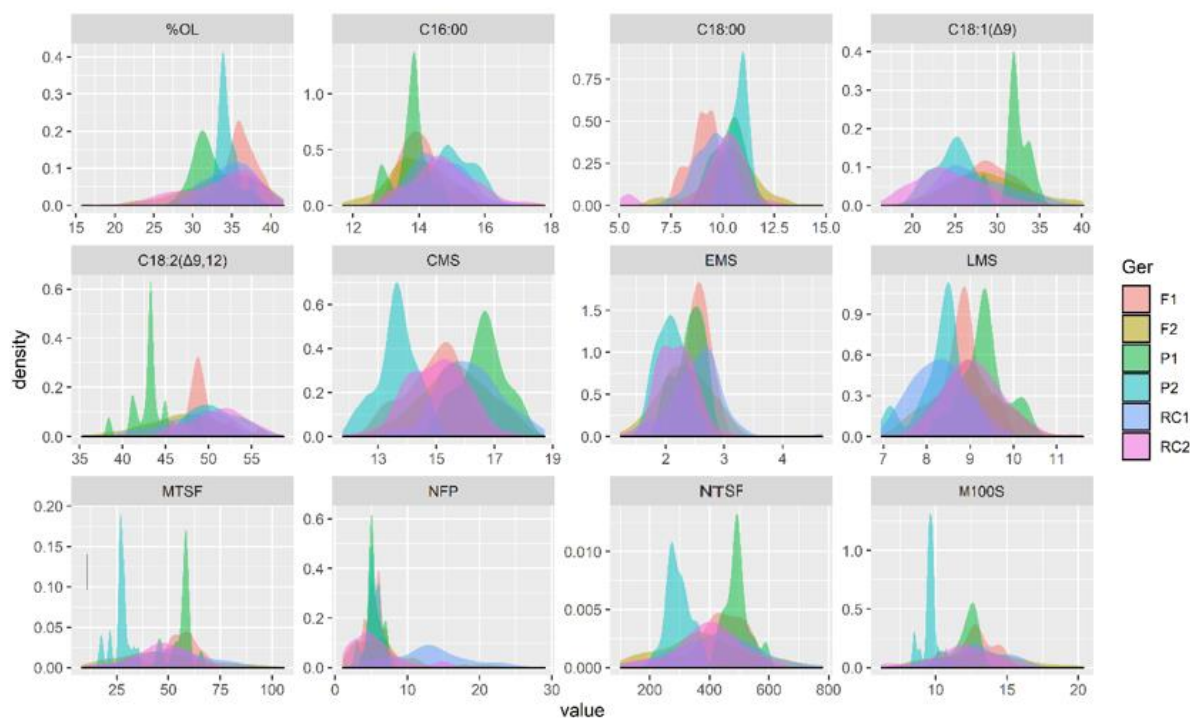 %OL C16:00 C18:00 C18:1(Δ9)
0.4 0.3 0.2 0.1 0.0
15 20 25 30 35 40
1.0 0.5 0.0
12 14 16 18
0.75 0.50 0.25 0.00
5.0 7.5 10.0 12.5 15.0
0.4 0.3 0.2 0.1 0.0
20 25 30 35 40
C18:2(Δ9,12) CMS EMS LMS
0.6 0.4 0.2 0.0
35 40 45 50 55
0.6 0.4 0.2 0.0
13 15 17 19
1.5 1.0 0.5 0.0
2 3 4
0.9 0.6 0.3 0.0
7 8 9 10 11
MTSF NFP NTSF M100S
0.20 0.15 0.10 0.05 0.00
25 50 75 100
0.6 0.4 0.2 0.0
0 10 20 30
0.010 0.005 0.000
200 400 600 800
1.0 0.5 0.0
10 15 20
density
value
Ger
F1
F2
P1
P2
RC1
RC2